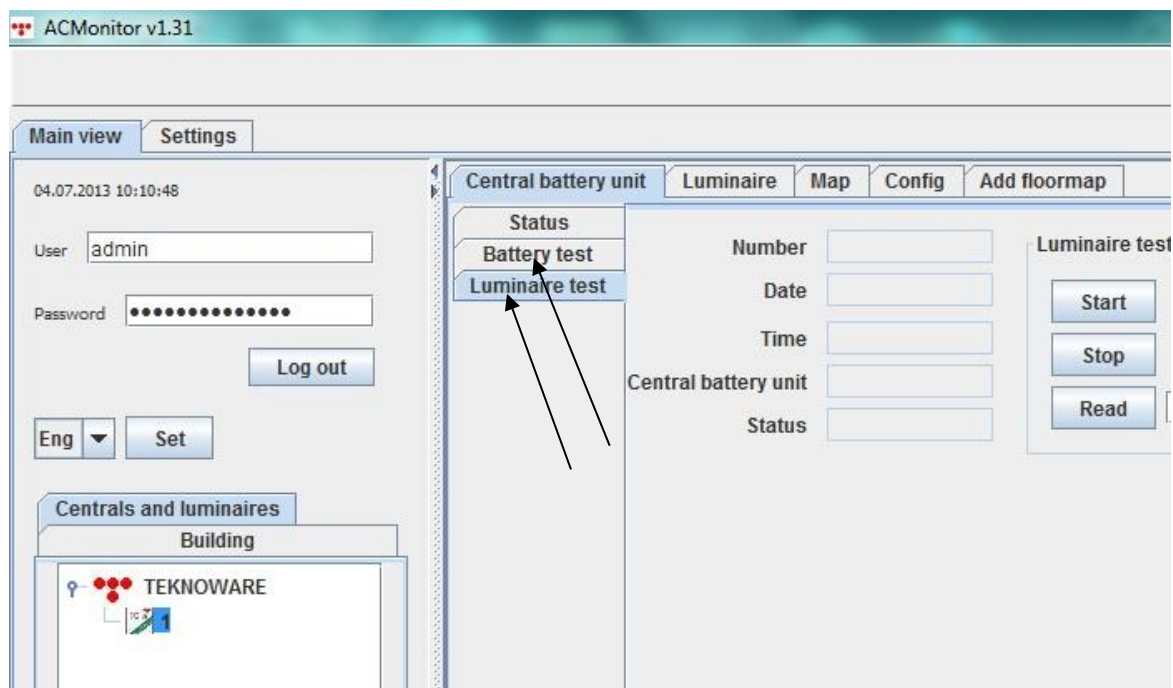 ACMonitor v1.31
Main view Settings
04.07.2013 10:10:48
User admin
Password ••••••••••••••
Log out
Eng Set
Centrals and luminaires
Building
TEKNOWARE
1
Central battery unit Luminaire Map Config Add floormap
Status
Battery test
Luminaire test
Number
Date
Time
Central battery unit
Status
Luminaire test
Start
Stop
Read